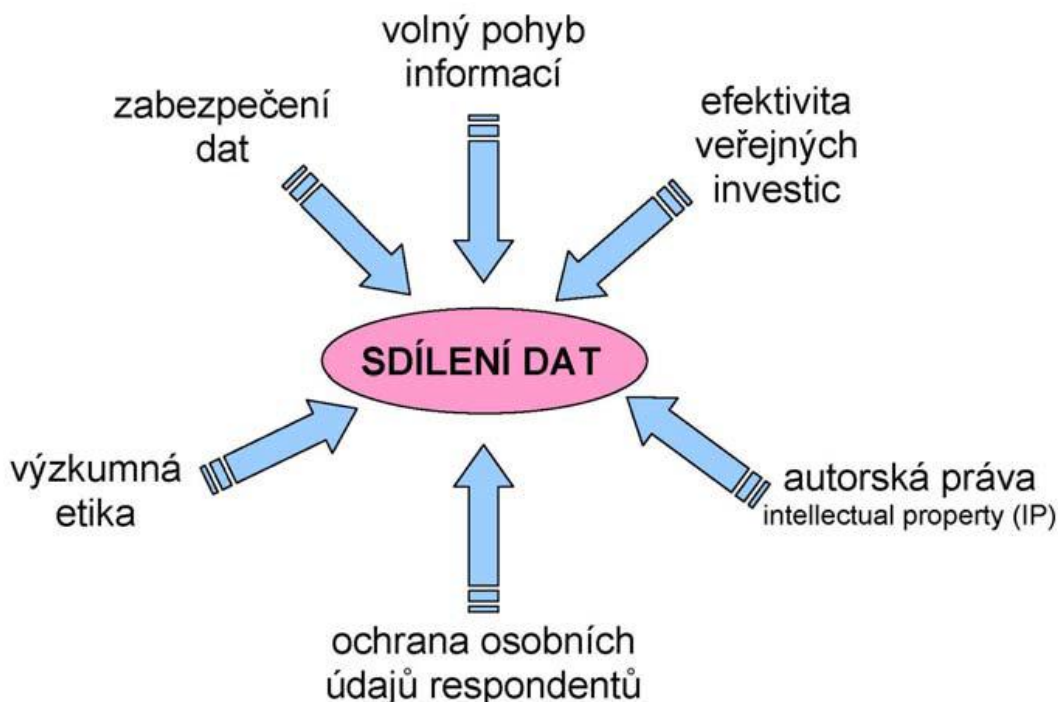 volný pohyb
informací
zabezpečení
dat
efektivita
veřejných
investic
SDÍLENÍ DAT
výzkumná
etika
autorská práva
intellectual property (IP)
ochrana osobních
údajů respondentů